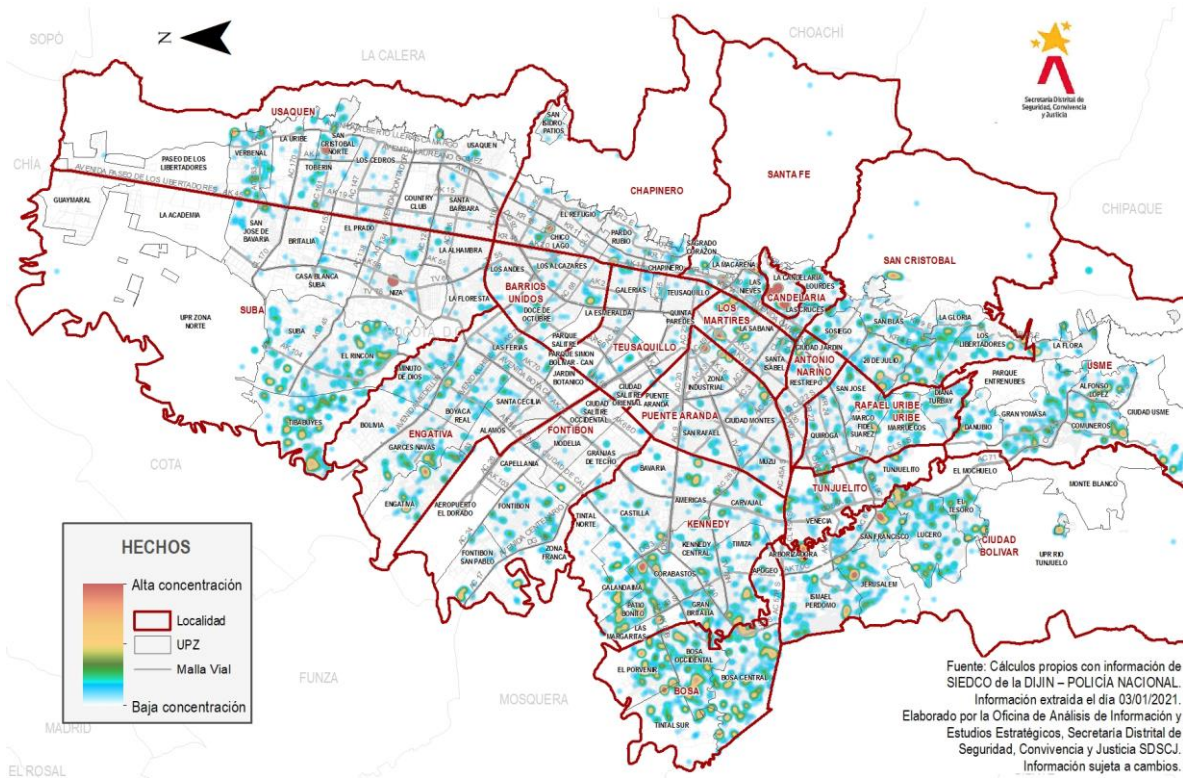 SOPÓ
CHOACHÍ
N
LA CALERA
Secretaría Distrital de
Seguridad, Convivencia
y Justicia
SAN
ISIDRO-
PATIOS
USAQUEN
LA URIBE
SAN
CRISTOBAL
NORTE
USAQUEN
VERBENAL
TOBERIN
LOS CEDROS
CHÍA
PASEO DE LOS
LIBERTADORES
AVENIDA PASEO DE LOS LIBERTADORES
GUAYMARAL
LA ACADEMIA
SAN
JOSE DE
BAVARIA
BRITALIA
EL PRADO
COUNTRY
CLUB
SANTA
BARBARA
AK 15
AK 19
CHAPINERO
SANTA FE
CHIPAQUE
EL REFUGIO
CHICO
LAGO
PARDO
RUBIO
SAGRADO
CORAZON
LA MACARENA
CHAPINERO
SAN CRISTOBAL
CASA BLANCA
SUBA
NIZA
LA ALHAMBRA
LOS ANDES
LOS ALCAZARES
GALERIAS
TEUSAQUILLO
LAS
NIEVES
LA CANDELARIA
LOURDES
CANDELARIA
LAS CRUCES
BARRIOS
UNIDOS
LA FLORESTA
DOCE DE
OCTUBRE
LA ESMERALDA
QUINTA
PAREDES
LOS
MARTIRES
LA SABANA
SOSIEGO
SAN BLAS
LA GLORIA
LOS
LIBERTADORES
LA FLORA
SUBA
UPR ZONA
NORTE
SUBA
EL RINCON
LAS FERIAS
PARQUE
SALITRE
PARQUE SIMON
BOLIVAR - CAN
TEUSAQUILLO
SANTA
ISABEL
CIUDAD JARDIN
ANTONIO
NARIÑO
RESTREPO
20 DE JULIO
USME
PARQUE
ENTRENUBES
ALFONSO
LOPEZ
CIUDAD USME
MINUTO
DE DIOS
JARDIN
BOTANICO
SANTA CECILIA
CIUDAD
SALITRE
ORIENTAL
PUENTE
ARANDA
ZONA
INDUSTRIAL
SAN JOSE
DIANA
TURBAY
RAFAEL URIBE
URIBE
MARRUECOS
MARCO
FIDEL
SUAREZ
GRAN YOMASA
DANUBIO
COMUNEROS
TIBABUYES
BOLIVIA
BOYACA
REAL
CIUDAD
SALITRE
OCCIDENTAL
PUENTE ARANDA
CIUDAD MONTES
QUIROGA
ENGATIVA
ALAMOS
FONTIBON
SAN RAFAEL
MODELIA
MUZU
GARCES NAVAS
COTA
CAPELLANIA
GRANJAS
DE TECHO
BAVARIA
TUNJUELITO
TUNJUELITO
EL MOCHUELO
MONTE BLANCO
AMERICAS
CARVAJAL
ENGATIVA
AEROPUERTO
EL DORADO
FONTIBON
TINTAL
NORTE
CASTILLA
KENNEDY
VENECIA
EL
TESORO
SAN FRANCISCO
LUCERO
CIUDAD
BOLIVAR
UPR RIO
TUNJUELO
FONTIBON
SAN PABLO
ZONA
FRANCA
KENNEDY
CENTRAL
TIMIZA
ARBORIZADORA
CORABASTOS
APOGEO
JERUSALEM
CALANDAIMA
ISMAEL
PERDOMO
PATIO
BONITO
GRAN
BRITALIA
LAS
MARGARITAS
BOSA
OCCIDENTAL
EL PORVENIR
BOSA CENTRAL
BOSA
TINTAL SUR
HECHOS
Alta concentración
Localidad
UPZ
Malla Vial
Baja concentración
FUNZA
MOSQUERA
MADRID
EL ROSAL
Fuente: Cálculos propios con información de
SIEDCO de la DIJIN – POLICÍA NACIONAL.
Información extraída el día 03/01/2021.
Elaborado por la Oficina de Análisis de Información y
Estudios Estratégicos, Secretaría Distrital de
Seguridad, Convivencia y Justicia SDSCJ.
Información sujeta a cambios.